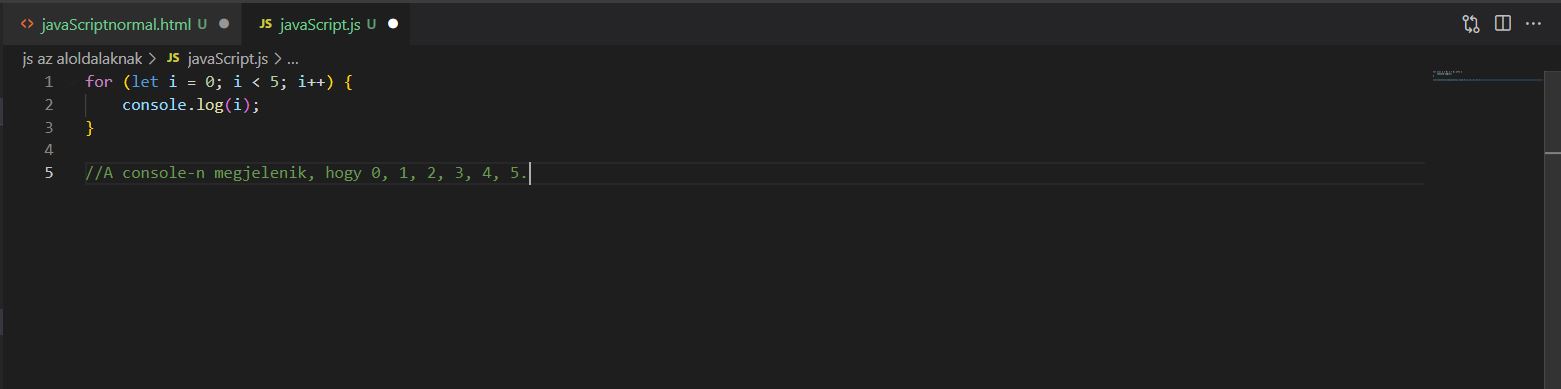 <> javaScriptnormal.html U JS javaScript.js U
js az aloldalaknak > JS javaScript.js > ...
1 for (let i = 0; i < 5; i++) {
2 console.log(i);
3 }
4
5 //A console-n megjelenik, hogy 0, 1, 2, 3, 4, 5.